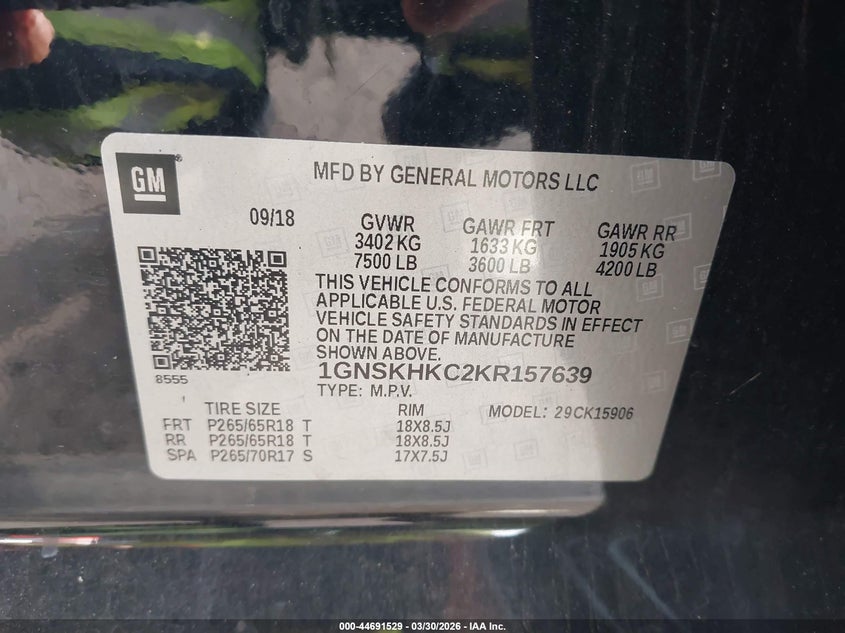 GM
MFD BY GENERAL MOTORS LLC
09/18
GVWR
3402 KG
7500 LB
GAWR FRT
1633 KG
3600 LB
GAWR RR
1905 KG
4200 LB
THIS VEHICLE CONFORMS TO ALL
APPLICABLE U.S. FEDERAL MOTOR
VEHICLE SAFETY STANDARDS IN EFFECT
ON THE DATE OF MANUFACTURE
SHOWN ABOVE.
8555
1GNSKHKC2KR157639
TYPE: M.P.V.
TIRE SIZE RIM MODEL: 29CK15906
FRT P265/65R18 T 18X8.5J
RR P265/65R18 T 18X8.5J
SPA P265/70R17 S 17X7.5J
000-44691529 — 03/30/2026 — IAA Inc.